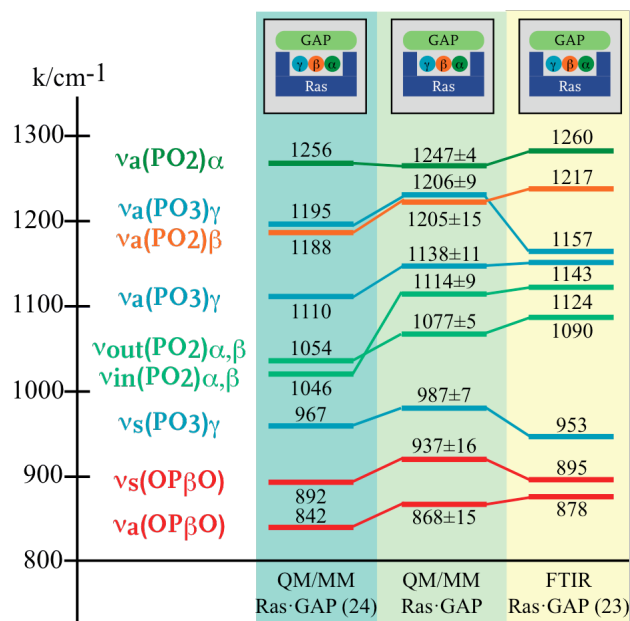 GAP
γ β α
Ras
GAP
γ β α
Ras
GAP
γ β α
Ras
k/cm-1
1300
1200
1100
1000
900
800
νa(PO2)α
1256
1247±4
1260
νa(PO3)γ
1195
1206±9
1217
νa(PO2)β
1188
1205±15
1157
νa(PO3)γ
1110
1138±11
1143
νout(PO2)α,β
1054
1114±9
1124
νin(PO2)α,β
1046
1077±5
1090
νs(PO3)γ
967
987±7
953
νs(OPβO)
892
937±16
895
νa(OPβO)
842
868±15
878
QM/MM
Ras·GAP (24)
QM/MM
Ras·GAP
FTIR
Ras·GAP (23)